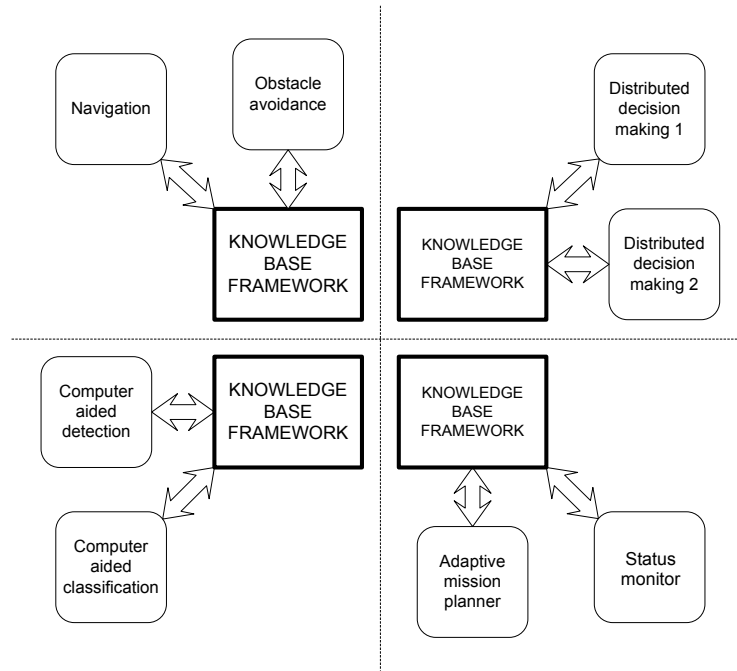 Navigation
Obstacle
avoidance
KNOWLEDGE
BASE
FRAMEWORK
Distributed
decision
making 1
KNOWLEDGE
BASE
FRAMEWORK
Distributed
decision
making 2
Computer
aided
detection
KNOWLEDGE
BASE
FRAMEWORK
Computer
aided
classification
KNOWLEDGE
BASE
FRAMEWORK
Adaptive
mission
planner
Status
monitor